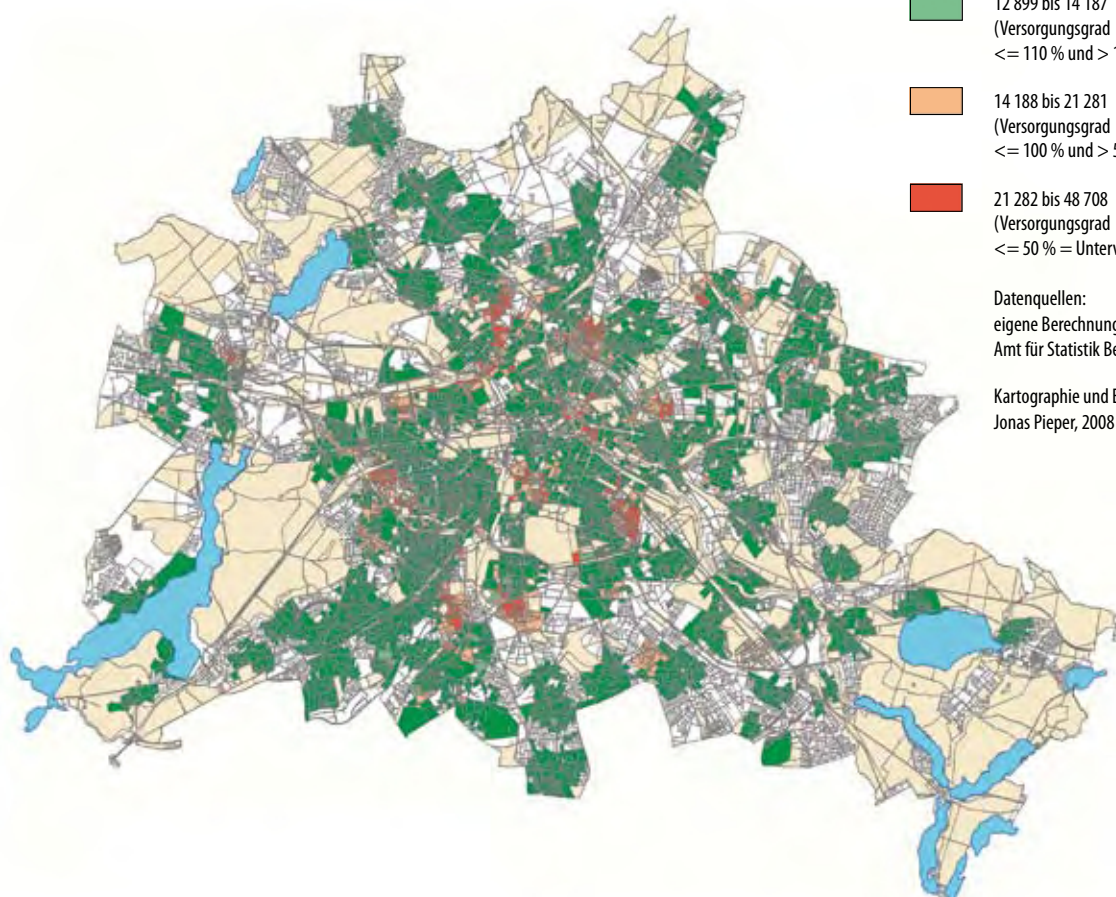 12 899 bis 14 187
(Versorgungsgrad
<= 110 % und >
14 188 bis 21 281
(Versorgungsgrad
<= 100 % und > 5
21 282 bis 48 708
(Versorgungsgrad
<= 50 % = Unterv
Datenquellen:
eigene Berechnung
Amt für Statistik Be
Kartographie und B
Jonas Pieper, 2008